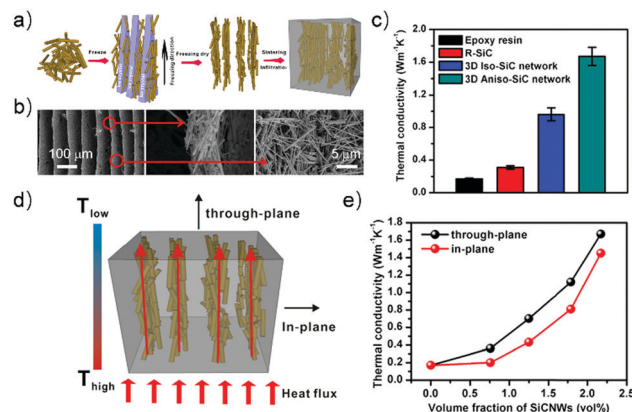 a)
Freeze
Freezing direction
Freezing dry
Sintering
Infiltration
b)
100 μm
5 μm
c)
Thermal conductivity (Wm⁻¹K⁻¹)
2.0
1.6
1.2
0.8
0.4
0.0
Epoxy resin
R-SiC
3D Iso-SiC network
3D Aniso-SiC network
d)
T low
through-plane
In-plane
T high
Heat flux
e)
Thermal conductivity (Wm⁻¹K⁻¹)
1.8
1.6
1.4
1.2
1.0
0.8
0.6
0.4
0.2
0.0
through-plane
in-plane
0.0 0.5 1.0 1.5 2.0 2.5
Volume fraction of SiCNWs (vol%)